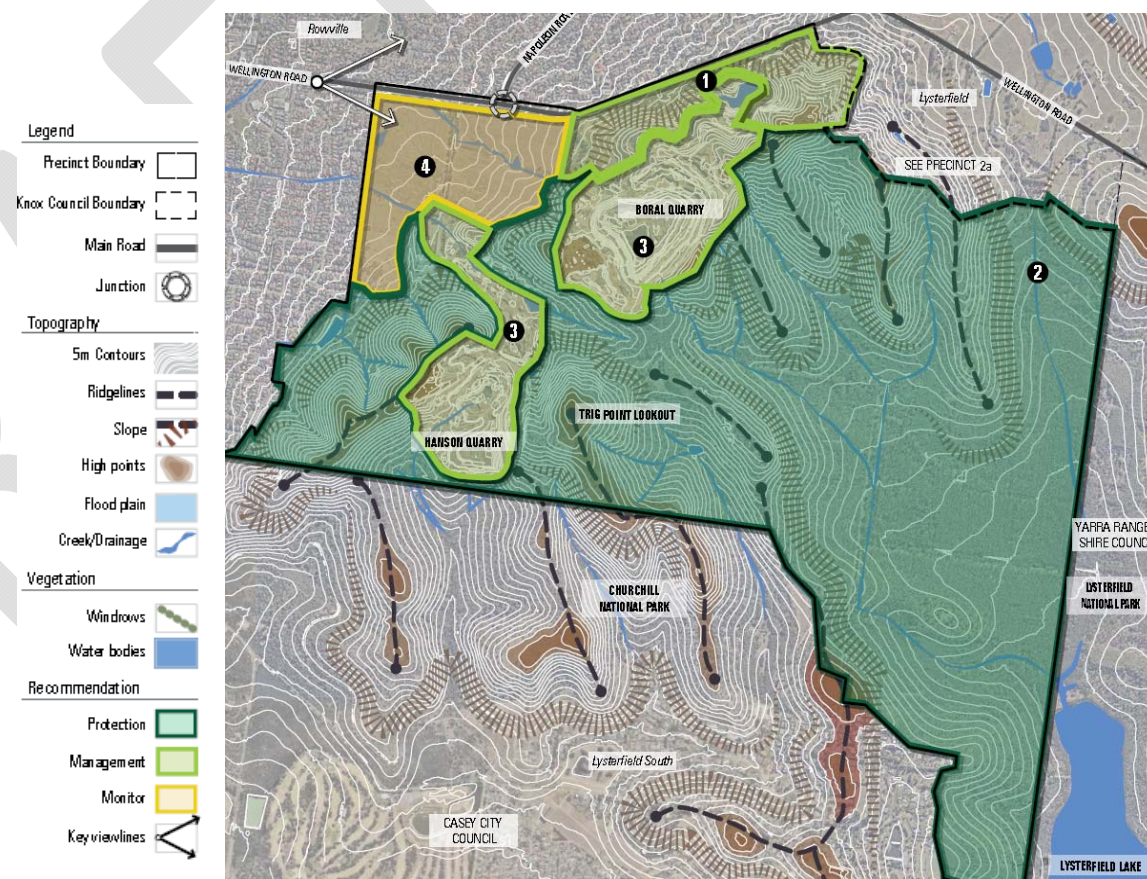 Legend
Precinct Boundary
Knox Council Boundary
Main Road
Junction
Topography
5m Contours
Ridgelines
Slope
High points
Flood plain
Creek/Drainage
Vegetation
Windrows
Water bodies
Recommendation
Protection
Management
Monitor
Key viewlines
Rowville
WELLINGTON ROAD
NAPOLEON ROAD
1
Lysterfield
WELLINGTON ROAD
4
SEE PRECINCT 2a
BORAL QUARRY
3
2
3
TRIG POINT LOOKOUT
HANSON QUARRY
YARRA RANGE
SHIRE COUNC
CHURCHILL
NATIONAL PARK
LYSTERFIELD
NATIONAL PARK
Lysterfield South
CASEY CITY
COUNCIL
LYSTERFIELD LAKE